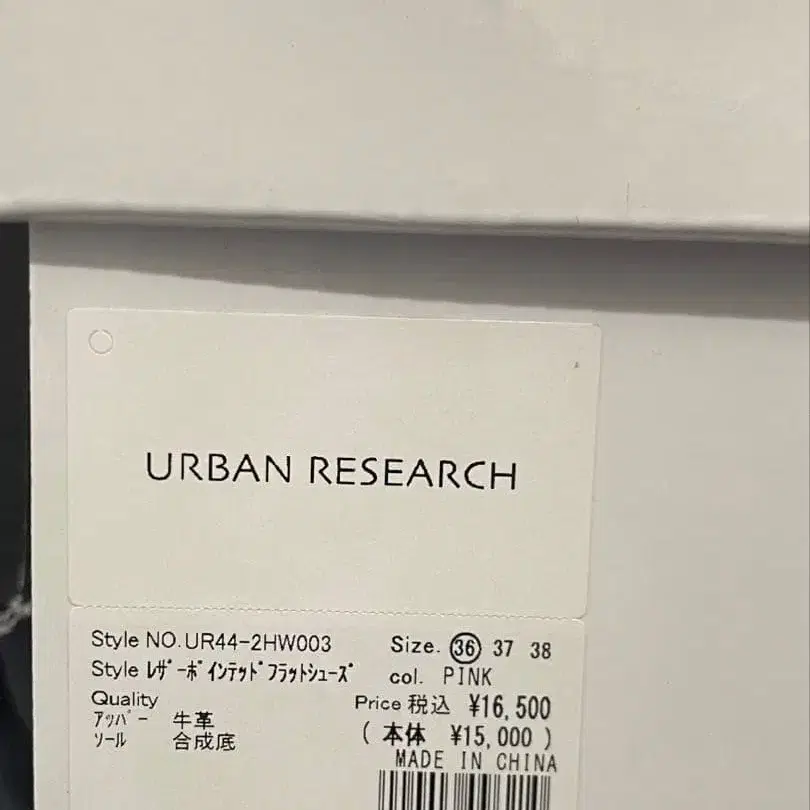 URBAN RESEARCH
Style NO.UR44-2HW003
Size. 36 37 38
Style ﾚｻﾞｰﾎﾟｲﾝﾃｯﾄﾞﾌﾗｯﾄｼｭｰｽﾞ
col. PINK
Quality
Price 税込 ¥16,500
ｱｯﾊﾟｰ 牛革
( 本体 ¥15,000 )
ｿｰﾙ 合成底
MADE IN CHINA